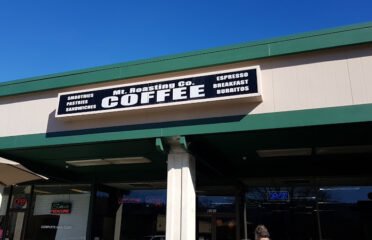 Mt. Roasting Co.
COFFEE
SMOOTHIES
PASTRIES
SANDWICHES
ESPRESSO
BREAKFAST
BURRITOS